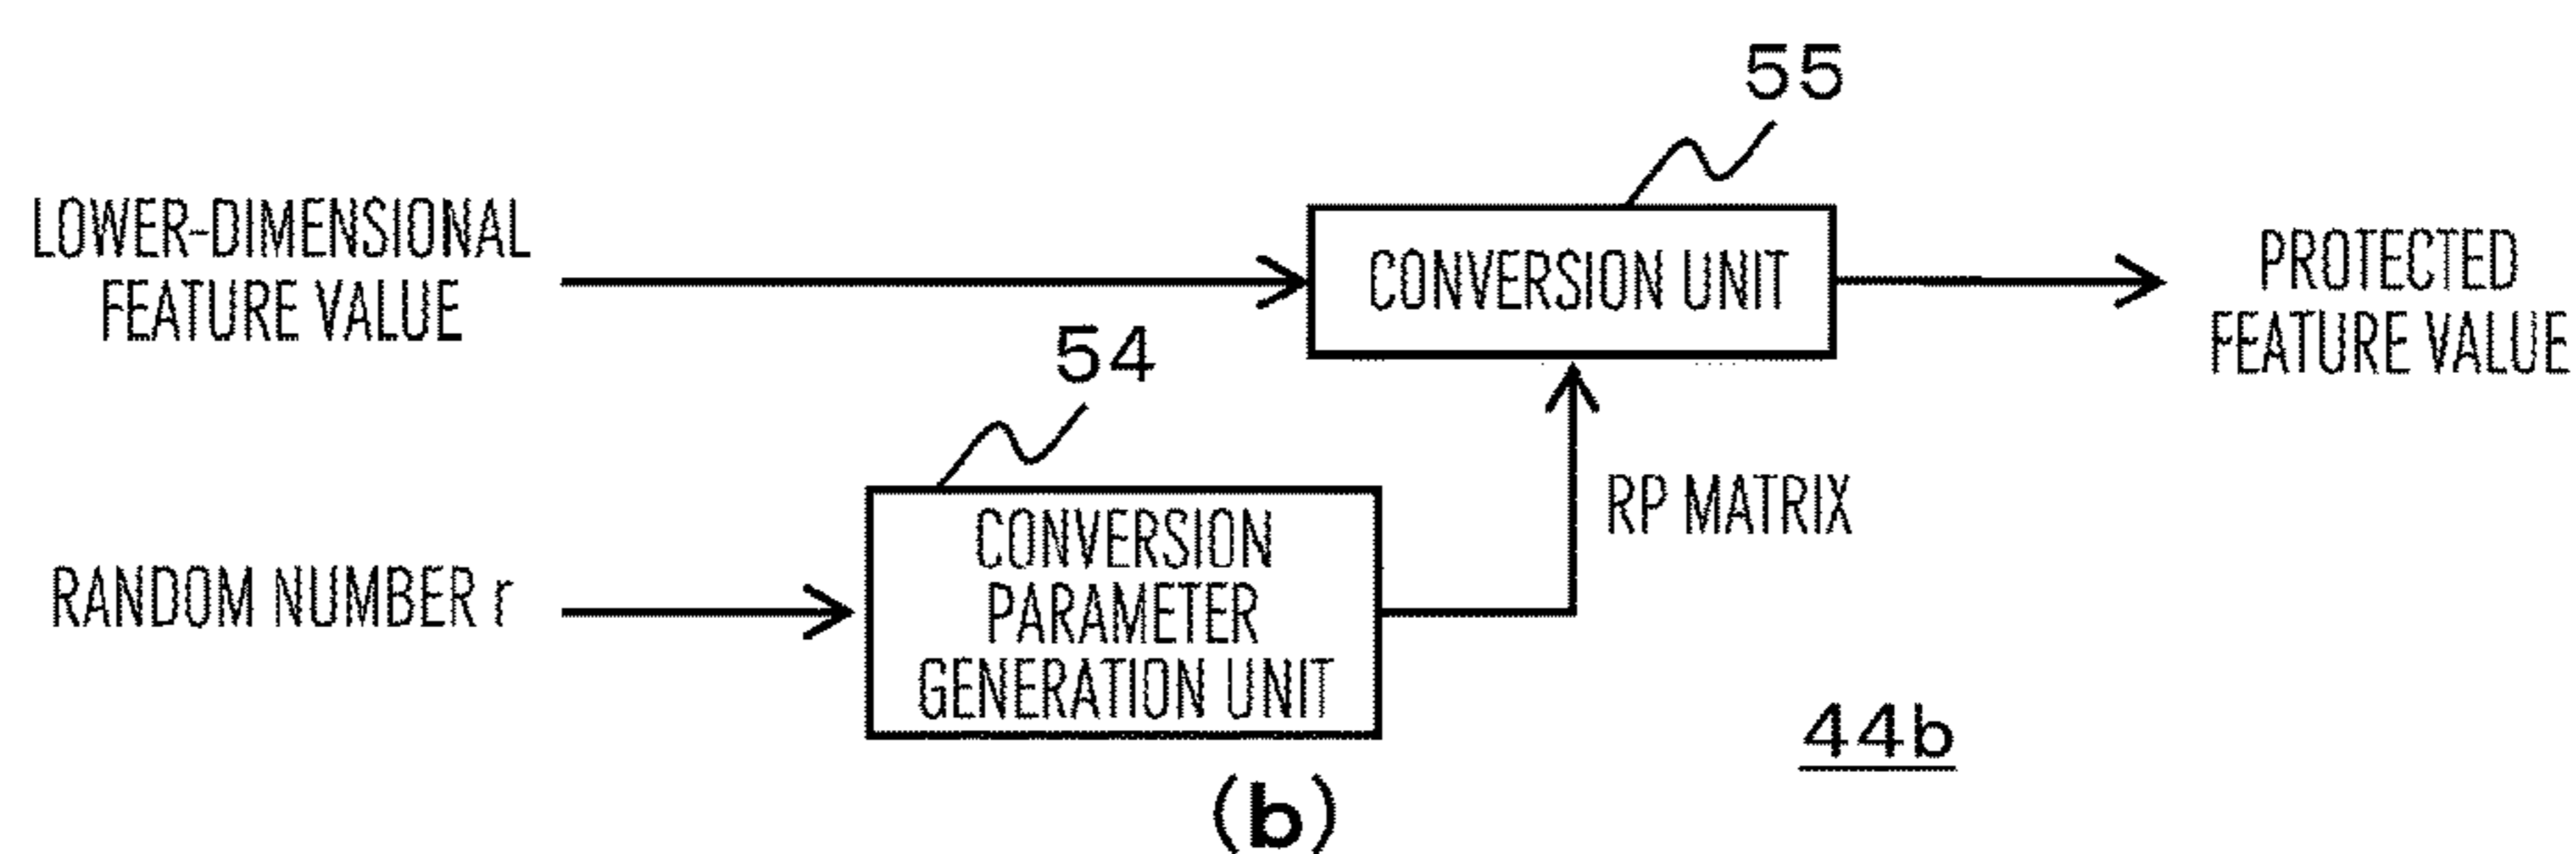 55
LOWER-DIMENSIONAL
FEATURE VALUE
CONVERSION UNIT
PROTECTED
FEATURE VALUE
54
RP MATRIX
RANDOM NUMBER r
CONVERSION
PARAMETER
GENERATION UNIT
44b
(b)